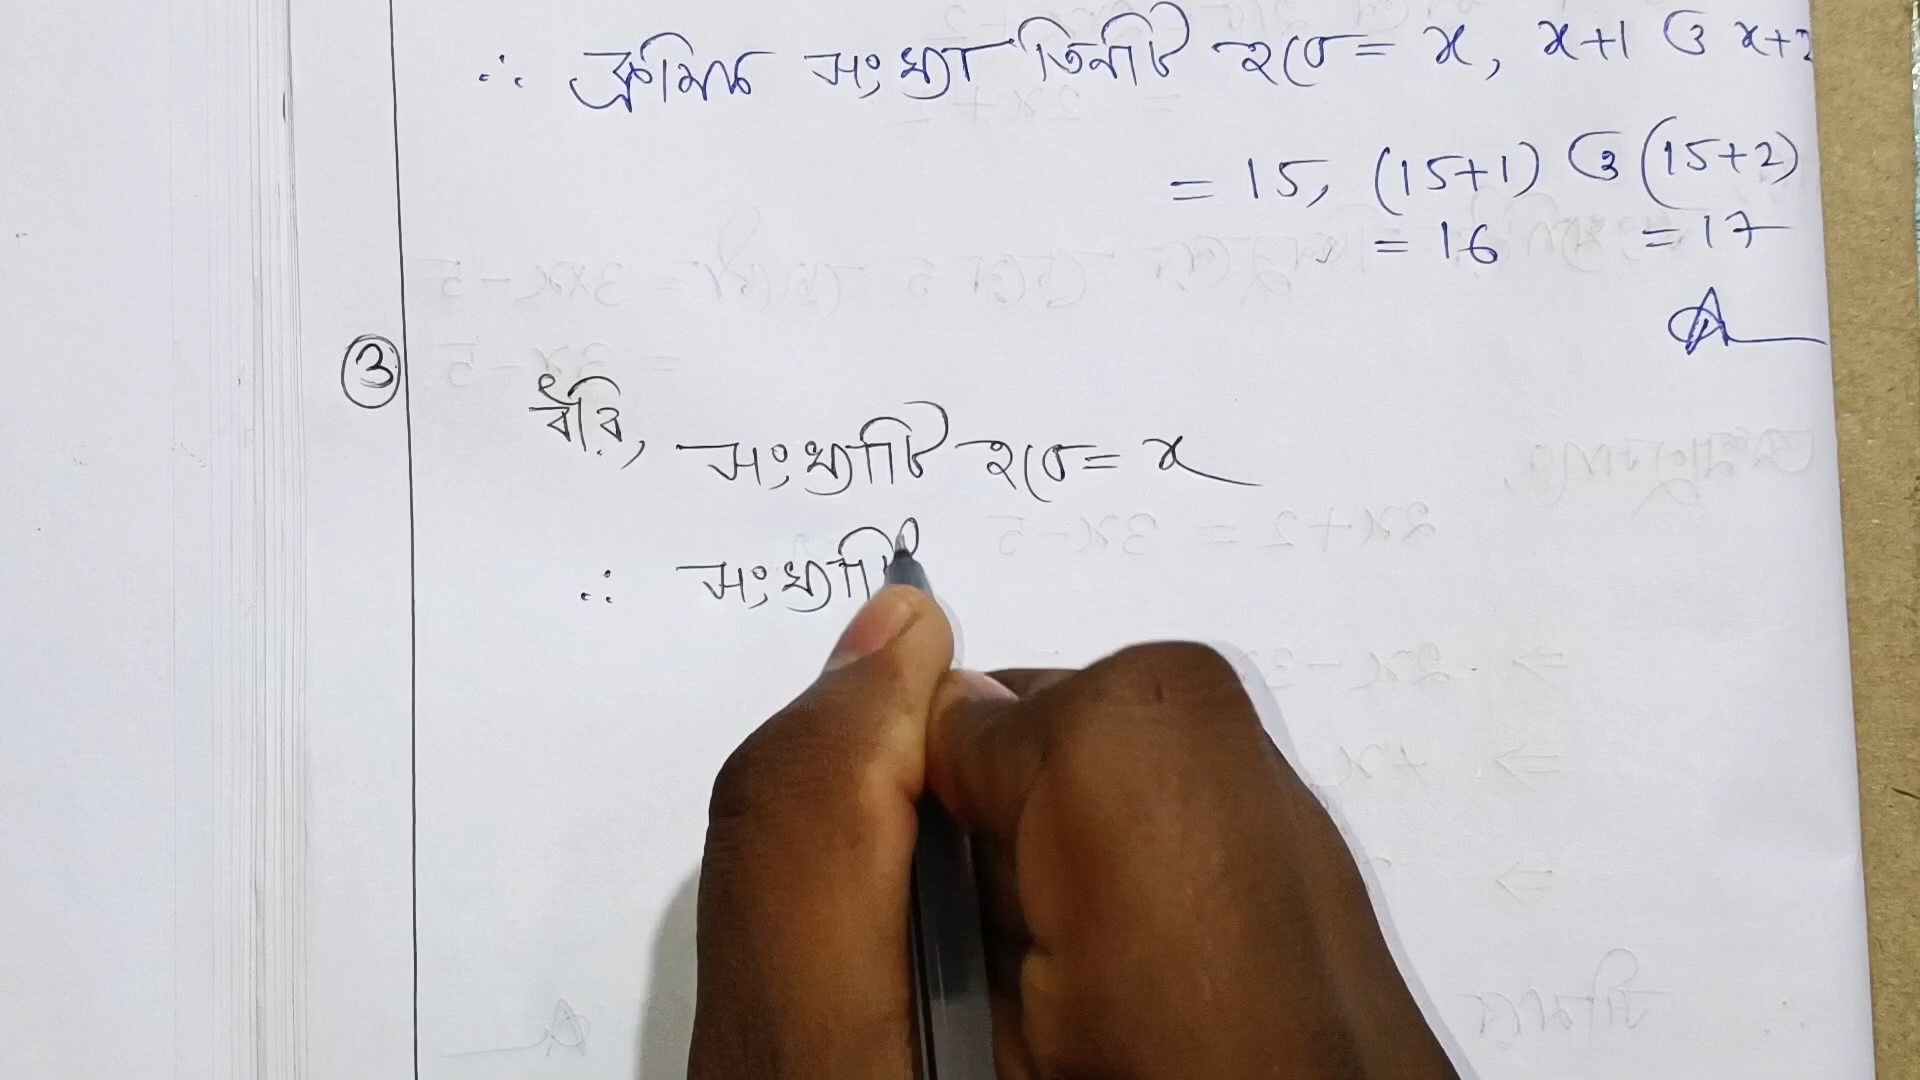 ∴ ক্রমিক সংখ্যা তিনটি হবে = x, x+1 ও x+2
= 15, (15+1) ও (15+2)
= 16 = 17
③
ধরি, সংখ্যাটি হবে = x
∴ সংখ্যাটি